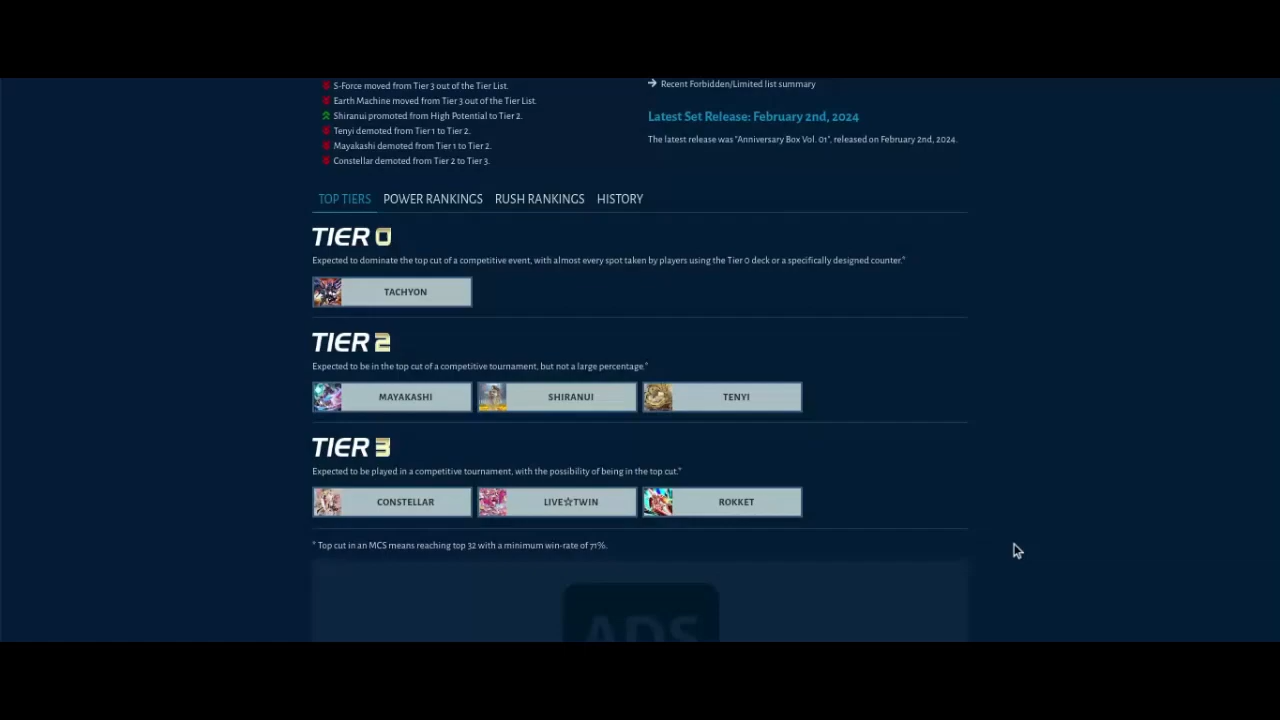 S-Force moved from Tier 3 out of the Tier List.
Earth Machine moved from Tier 3 out of the Tier List.
Shiranui promoted from High Potential to Tier 2.
Tenyi demoted from Tier 1 to Tier 2.
Mayakashi demoted from Tier 1 to Tier 2.
Constellar demoted from Tier 2 to Tier 3.
Recent Forbidden/Limited list summary
Latest Set Release: February 2nd, 2024
The latest release was "Anniversary Box Vol. 01", released on February 2nd, 2024.
TOP TIERS POWER RANKINGS RUSH RANKINGS HISTORY
TIER 0
Expected to dominate the top cut of a competitive event, with almost every spot taken by players using the Tier 0 deck or a specifically designed counter.*
TACHYON
TIER 2
Expected to be in the top cut of a competitive tournament, but not a large percentage.*
MAYAKASHI SHIRANUI TENYI
TIER 3
Expected to be played in a competitive tournament, with the possibility of being in the top cut.*
CONSTELLAR LIVE☆TWIN ROKKET
* Top cut in an MCS means reaching top 32 with a minimum win-rate of 71%.
ADS